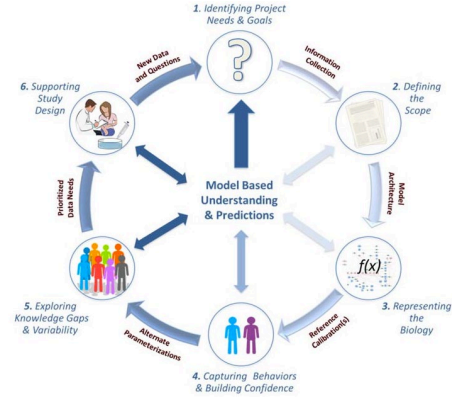 1. Identifying Project
Needs & Goals
Information
Collection
2. Defining
the
Scope
Model
Architecture
f(x)
3. Representing
the
Biology
Reference
Calibration(s)
4. Capturing Behaviors
& Building Confidence
Alternate
Parameterizations
5. Exploring
Knowledge Gaps
& Variability
Prioritized
Data Needs
6. Supporting
Study
Design
New Data
and Questions
?
Model Based
Understanding
& Predictions